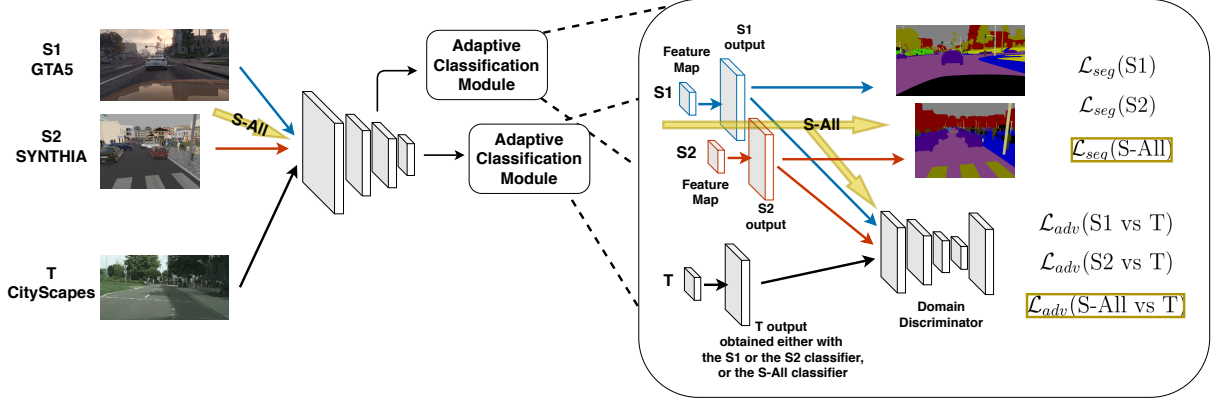 S1
GTA5
S-All
S2
SYNTHIA
T
CityScapes
Adaptive
Classification
Module
Adaptive
Classification
Module
Feature
Map
S1
output
S1
S-All
S2
Feature
Map
S2
output
T
T output
obtained either with
the S1 or the S2 classifier,
or the S-All classifier
Domain
Discriminator
ℒseg(S1)
ℒseg(S2)
ℒseg(S-All)
ℒadv(S1 vs T)
ℒadv(S2 vs T)
ℒadv(S-All vs T)